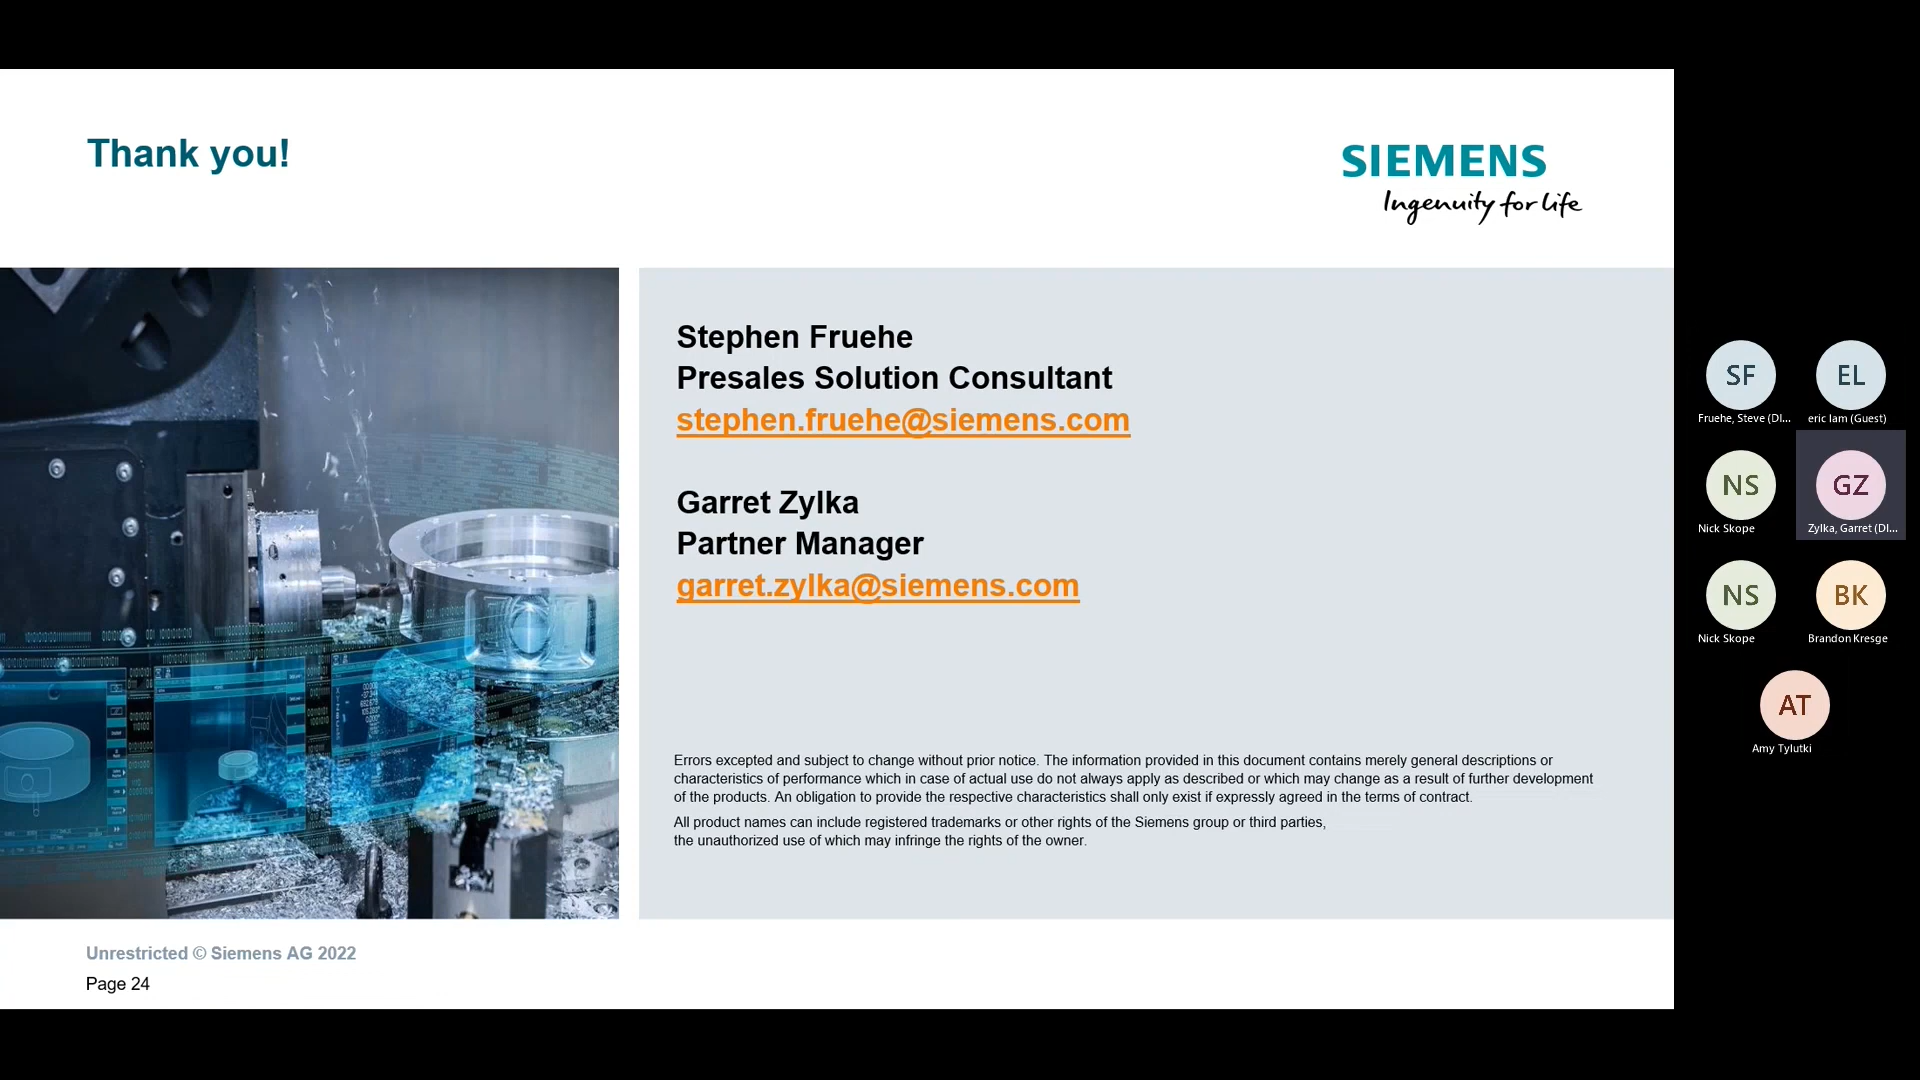 Thank you!
SIEMENS
Ingenuity for life
Stephen Fruehe
Presales Solution Consultant
stephen.fruehe@siemens.com
Garret Zylka
Partner Manager
garret.zylka@siemens.com
Errors excepted and subject to change without prior notice. The information provided in this document contains merely general descriptions or
characteristics of performance which in case of actual use do not always apply as described or which may change as a result of further development
of the products. An obligation to provide the respective characteristics shall only exist if expressly agreed in the terms of contract.
All product names can include registered trademarks or other rights of the Siemens group or third parties,
the unauthorized use of which may infringe the rights of the owner.
Unrestricted © Siemens AG 2022
Page 24
SF
Fruehe, Steve (DI...
EL
eric lam (Guest)
NS
Nick Skope
GZ
Zylka, Garret (DI...
NS
Nick Skope
BK
Brandon Kresge
AT
Amy Tylutki